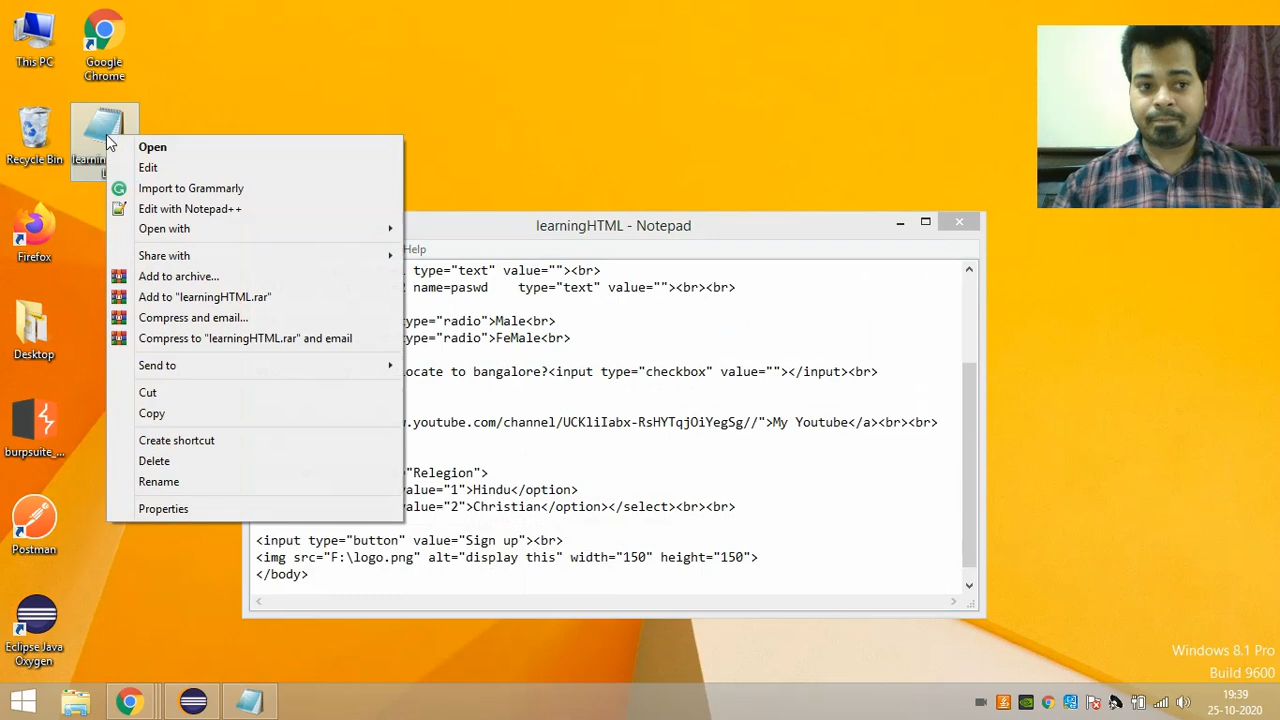 This PC
Google
Chrome
Recycle Bin
Firefox
Desktop
burpsuite_...
Postman
Eclipse Java
Oxygen
Open
Edit
Import to Grammarly
Edit with Notepad++
Open with
Share with
Add to archive...
Add to "learningHTML.rar"
Compress and email...
Compress to "learningHTML.rar" and email
Send to
Cut
Copy
Create shortcut
Delete
Rename
Properties
learningHTML - Notepad
Help
type="text" value=""><br>
name=paswd type="text" value=""><br><br>
type="radio">Male<br>
type="radio">FeMale<br>
ocate to bangalore?<input type="checkbox" value=""></input><br>
.youtube.com/channel/UCKliIabx-RsHYTqjOiYegSg//">My Youtube</a><br><br>
"Relegion">
value="1">Hindu</option>
value="2">Christian</option></select><br><br>
<input type="button" value="Sign up"><br>
<img src="F:\logo.png" alt="display this" width="150" height="150">
</body>
Windows 8.1 Pro
Build 9600
19:39
25-10-2020